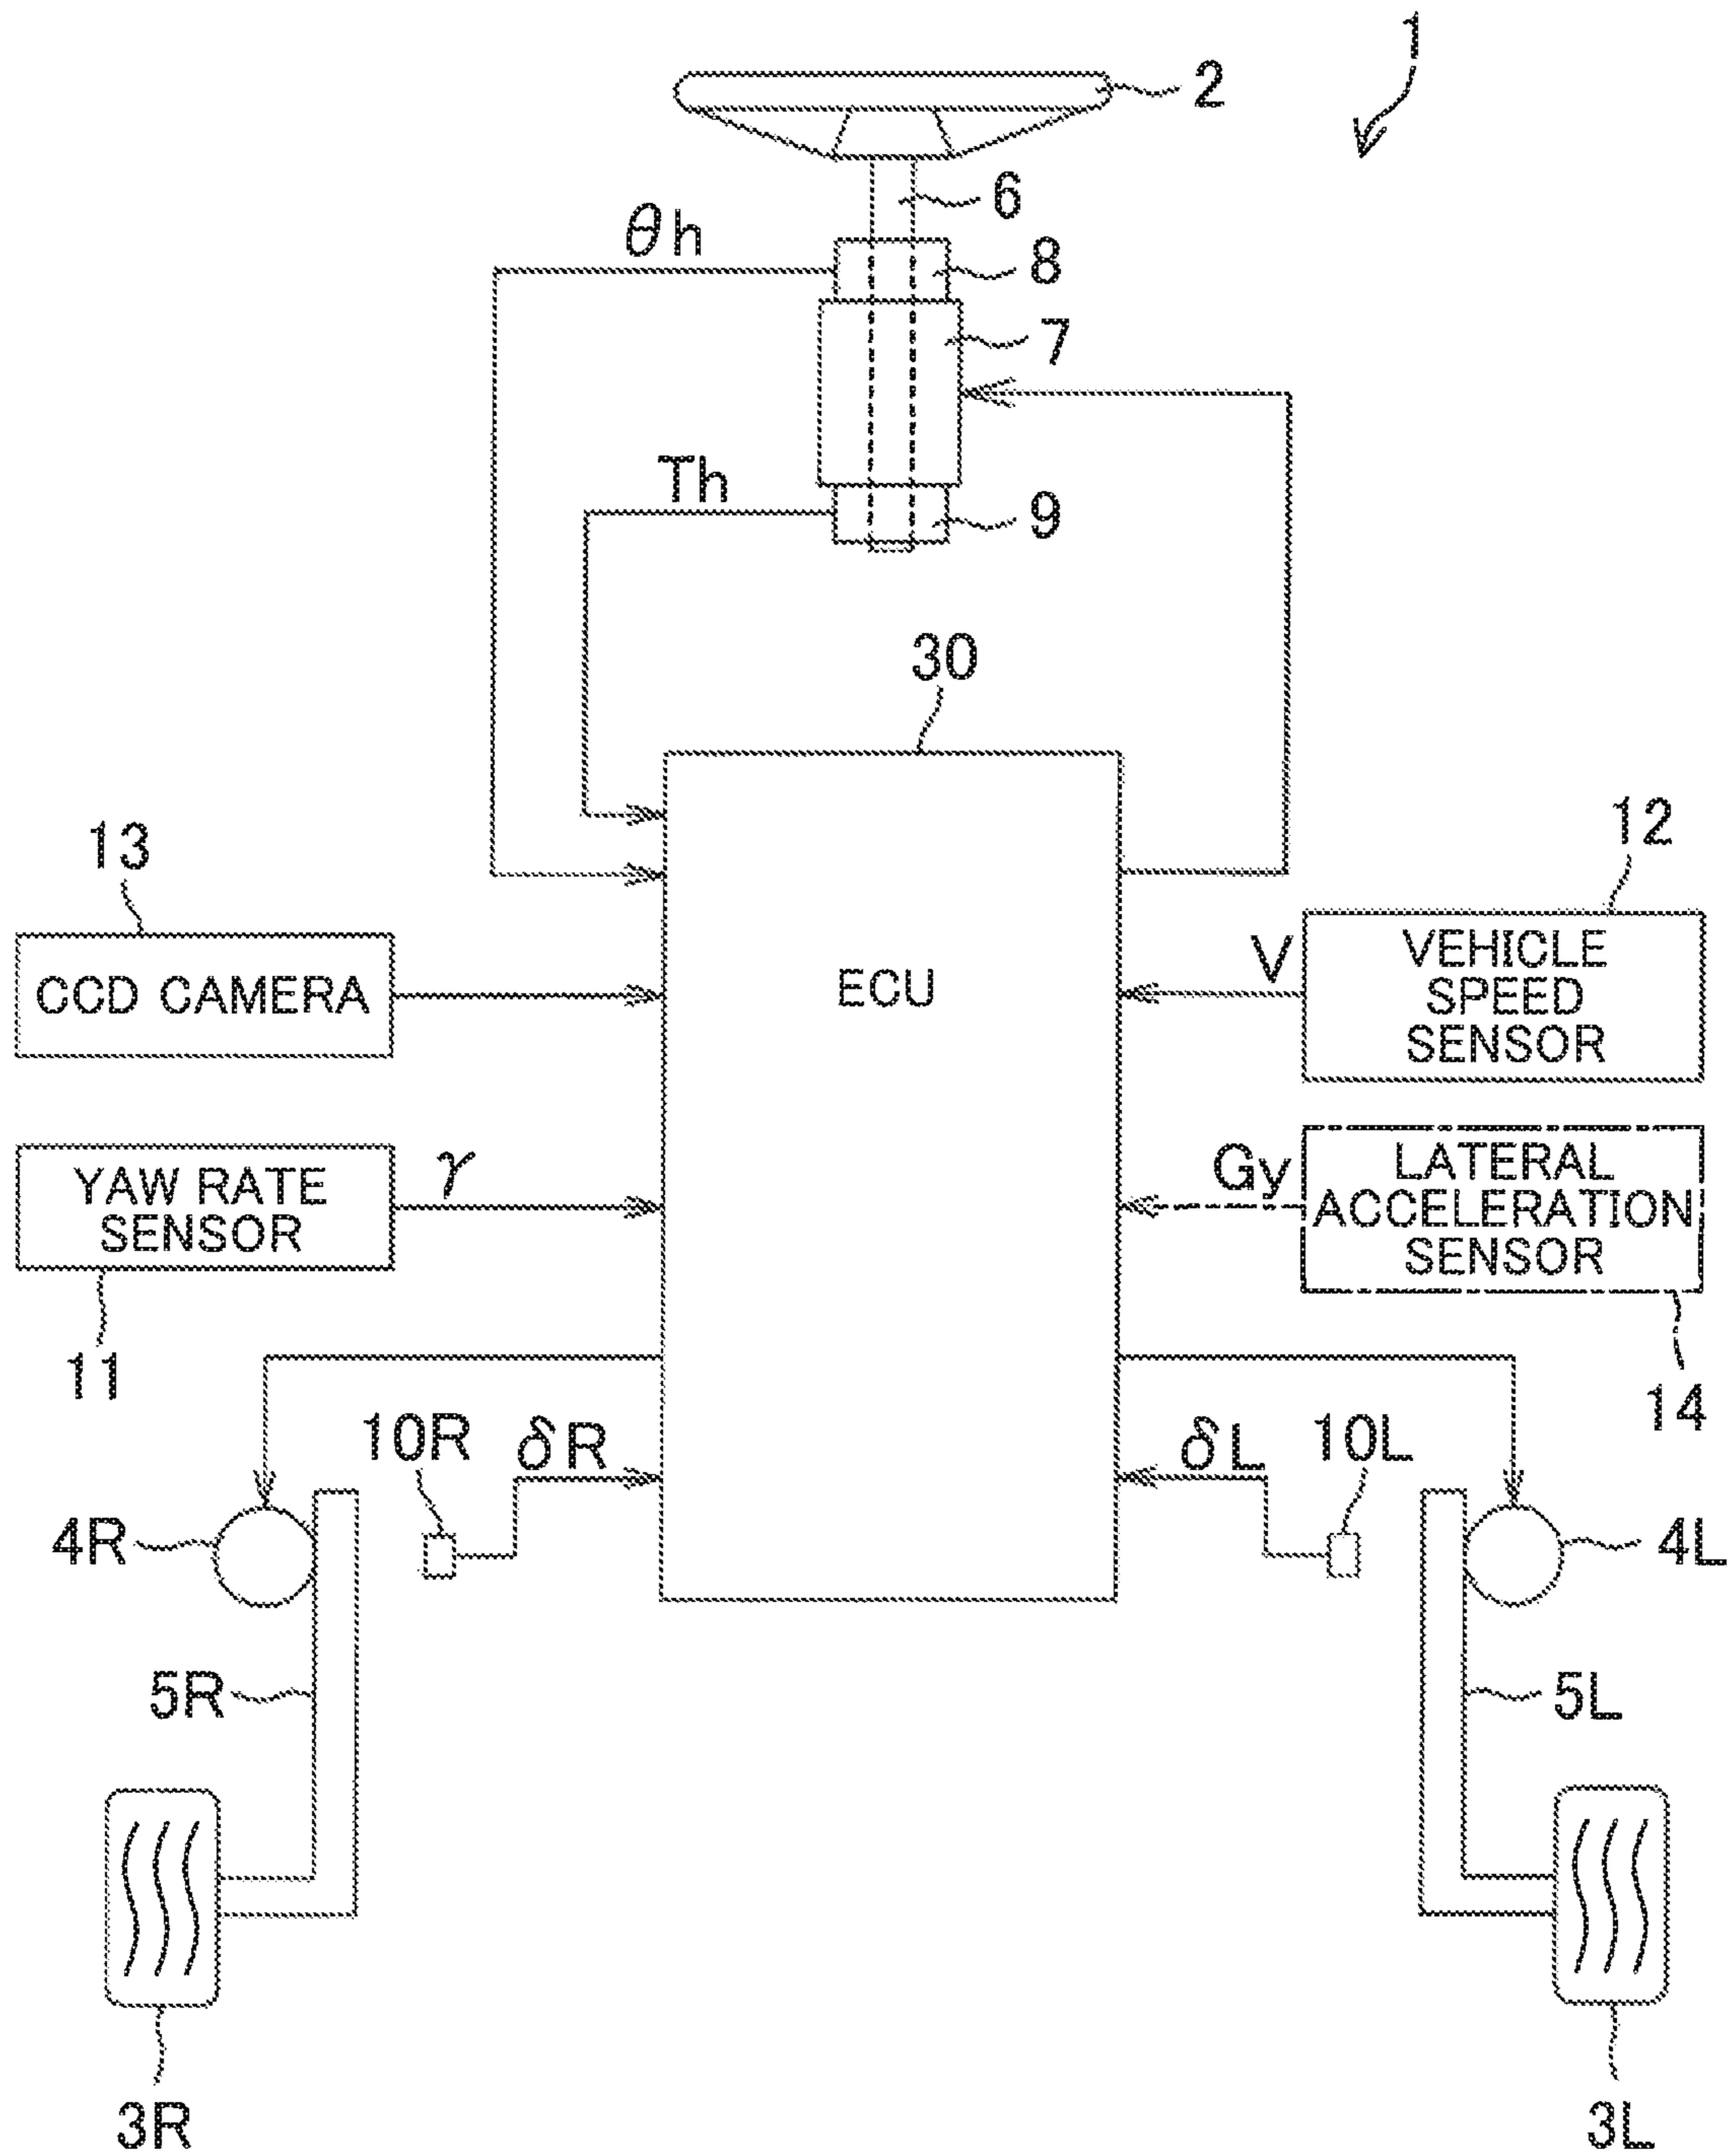 1
2
6
θh
8
7
Th
9
30
13
12
CCD CAMERA
ECU
V
VEHICLE
SPEED
SENSOR
YAW RATE
SENSOR
γ
Gy
LATERAL
ACCELERATION
SENSOR
11
14
10R
δR
δL
10L
4R
4L
5R
5L
3R
3L